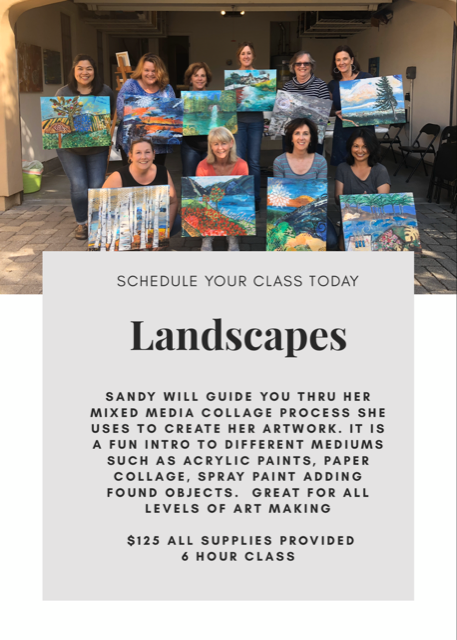 SCHEDULE YOUR CLASS TODAY
Landscapes
SANDY WILL GUIDE YOU THRU HER
MIXED MEDIA COLLAGE PROCESS SHE
USES TO CREATE HER ARTWORK. IT IS
A FUN INTRO TO DIFFERENT MEDIUMS
SUCH AS ACRYLIC PAINTS, PAPER
COLLAGE, SPRAY PAINT ADDING
FOUND OBJECTS. GREAT FOR ALL
LEVELS OF ART MAKING
$125 ALL SUPPLIES PROVIDED
6 HOUR CLASS